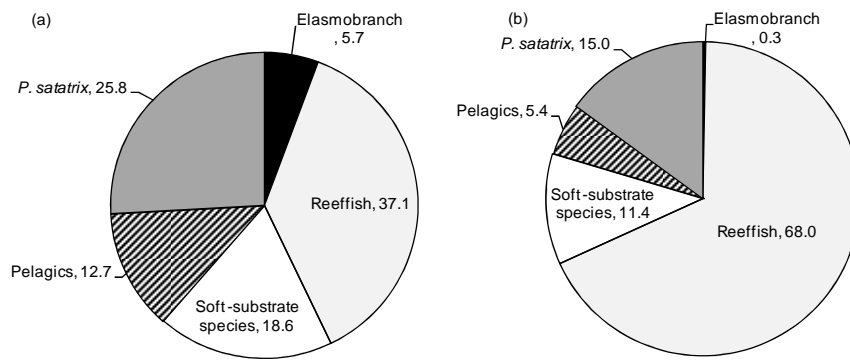 (a)
Elasmobranch
, 5.7
P. satatrix, 25.8
Reeffish, 37.1
Pelagics, 12.7
Soft-substrate
species, 18.6
(b)
Elasmobranch
, 0.3
P. satatrix, 15.0
Pelagics, 5.4
Soft-substrate
species, 11.4
Reeffish, 68.0